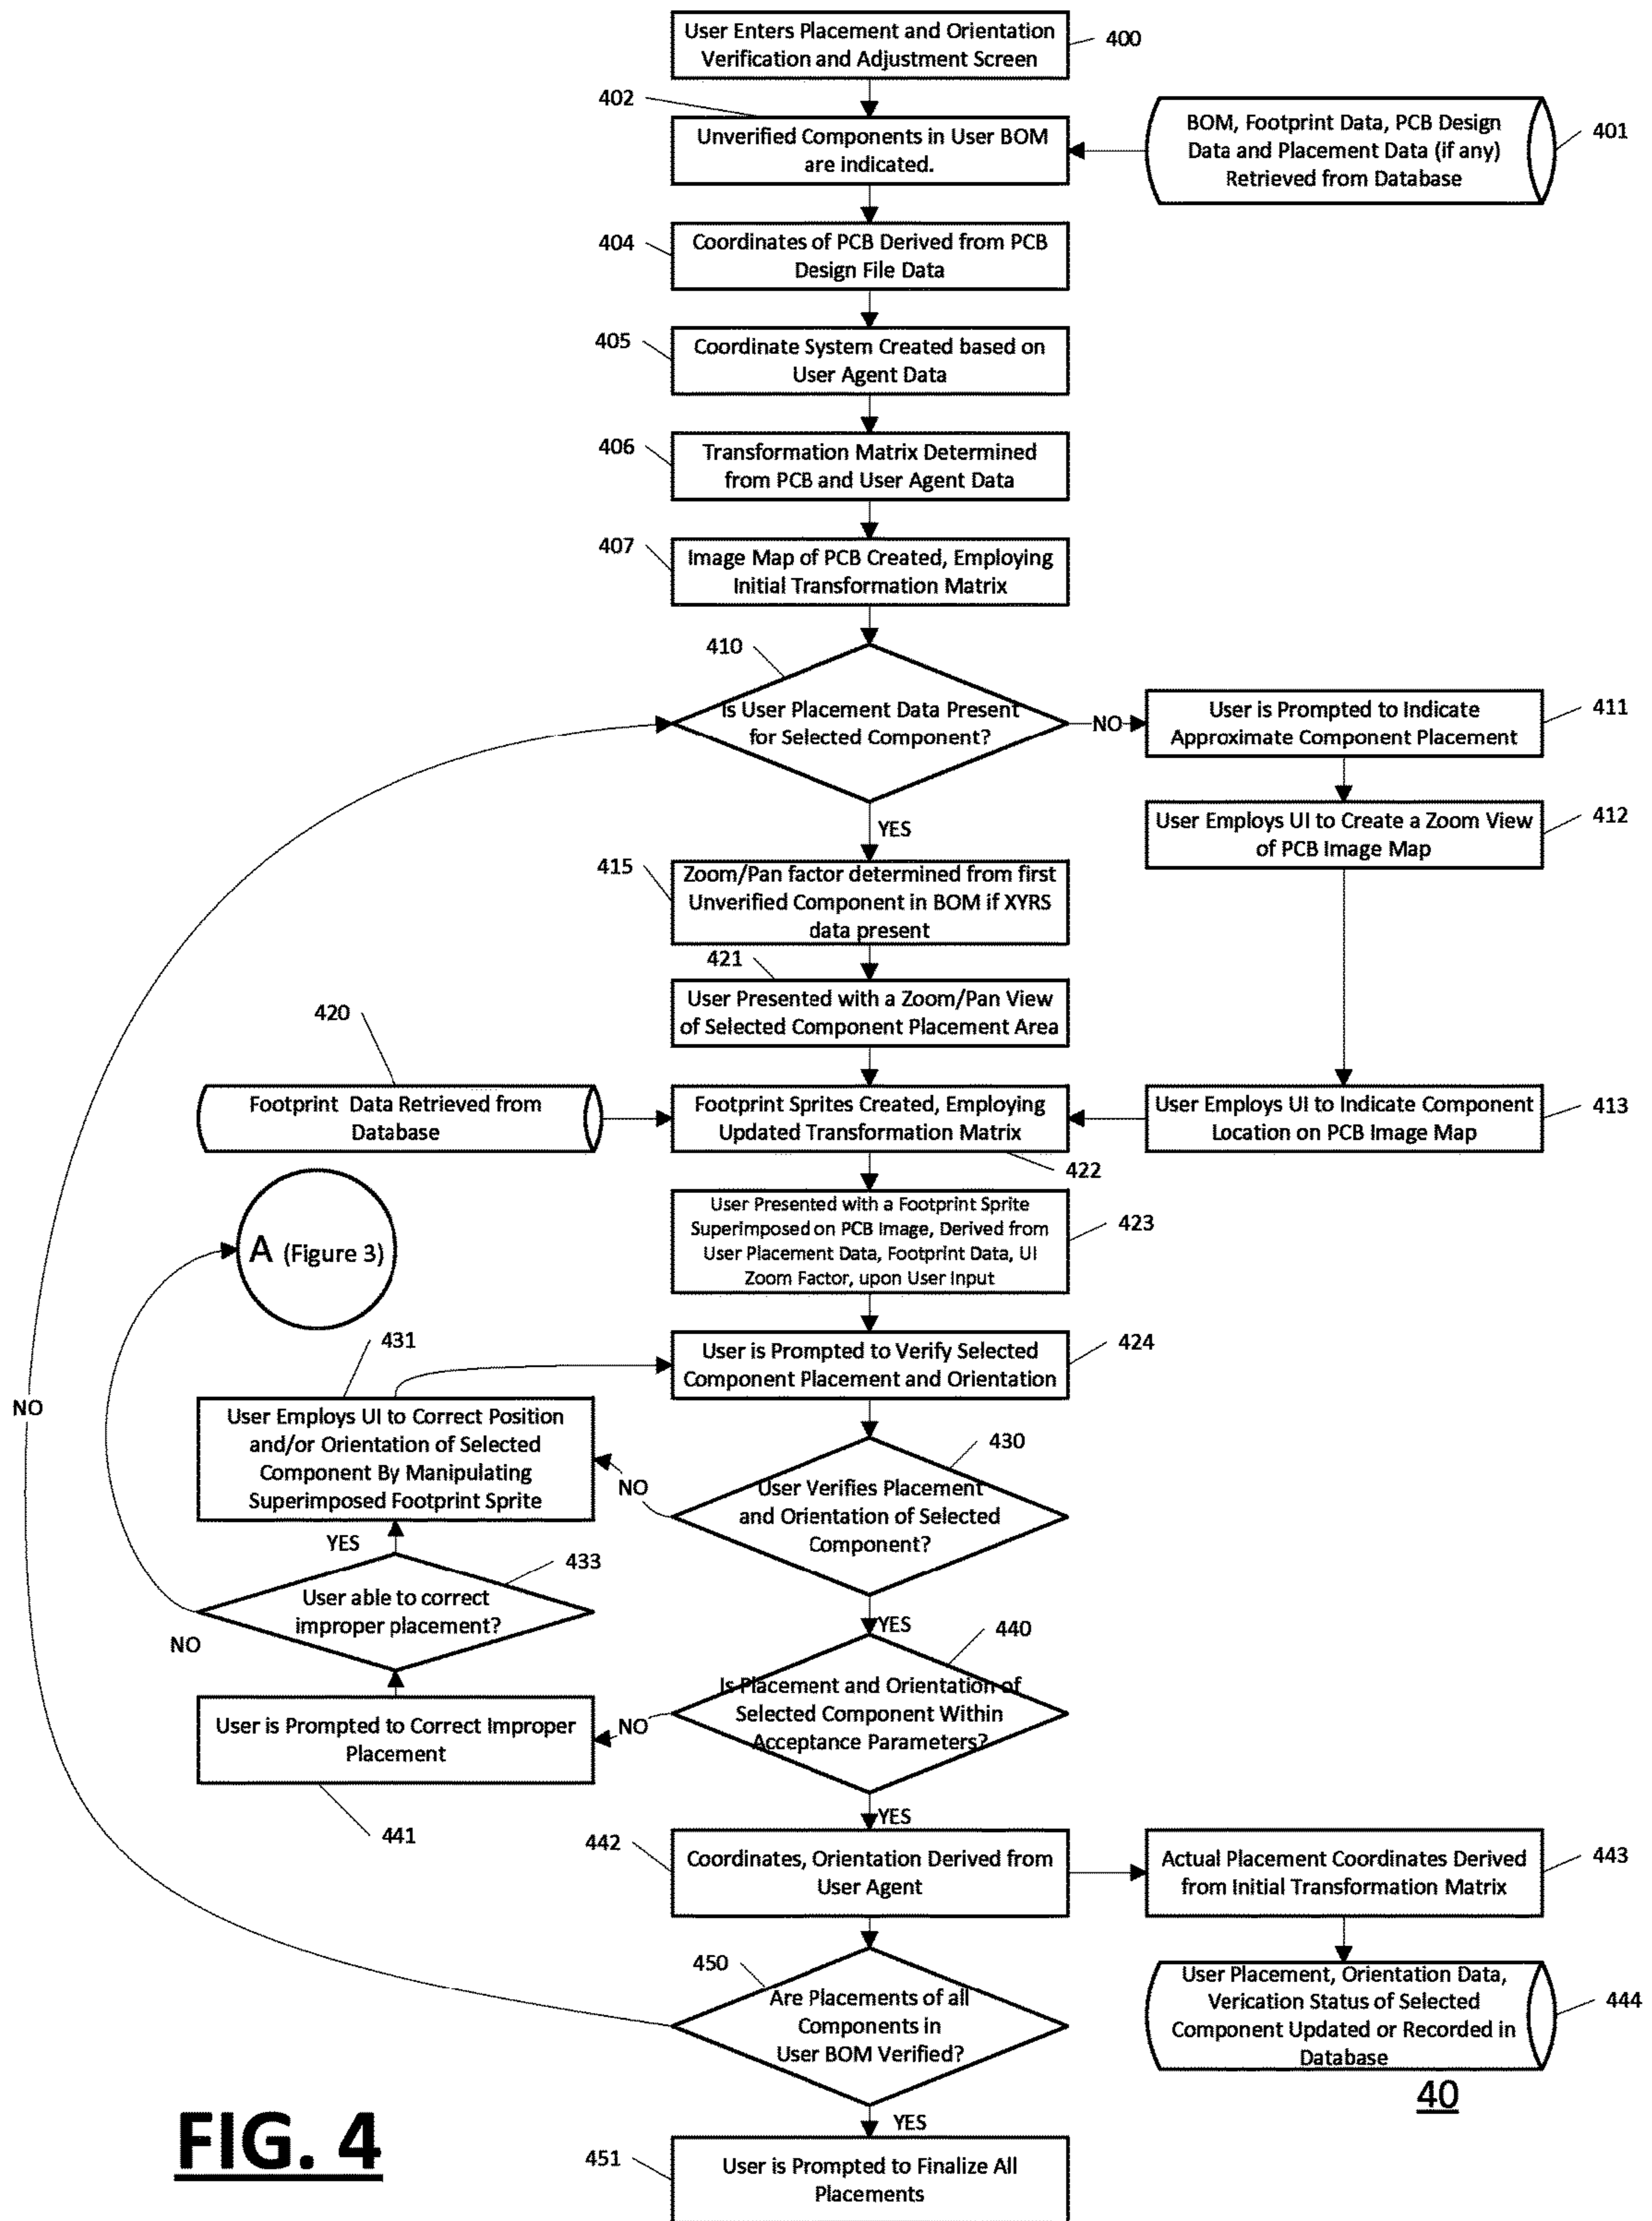 User Enters Placement and Orientation
Verification and Adjustment Screen
400
402
Unverified Components in User BOM
are indicated.
BOM, Footprint Data, PCB Design
Data and Placement Data (if any)
Retrieved from Database
401
404
Coordinates of PCB Derived from PCB
Design File Data
405
Coordinate System Created based on
User Agent Data
406
Transformation Matrix Determined
from PCB and User Agent Data
407
Image Map of PCB Created, Employing
Initial Transformation Matrix
410
Is User Placement Data Present
for Selected Component?
NO
User is Prompted to Indicate
Approximate Component Placement
411
User Employs UI to Create a Zoom View
of PCB Image Map
412
YES
415
Zoom/Pan factor determined from first
Unverified Component in BOM if XYRS
data present
421
User Presented with a Zoom/Pan View
of Selected Component Placement Area
420
Footprint Data Retrieved from
Database
Footprint Sprites Created, Employing
Updated Transformation Matrix
422
User Employs UI to Indicate Component
Location on PCB Image Map
413
A (Figure 3)
User Presented with a Footprint Sprite
Superimposed on PCB Image, Derived from
User Placement Data, Footprint Data, UI
Zoom Factor, upon User Input
423
User is Prompted to Verify Selected
Component Placement and Orientation
424
431
User Employs UI to Correct Position
and/or Orientation of Selected
Component By Manipulating
Superimposed Footprint Sprite
NO
NO
430
User Verifies Placement
and Orientation of Selected
Component?
YES
433
User able to correct
improper placement?
NO
YES
440
Is Placement and Orientation of
Selected Component Within
Acceptance Parameters?
NO
User is Prompted to Correct Improper
Placement
441
YES
442
Coordinates, Orientation Derived from
User Agent
Actual Placement Coordinates Derived
from Initial Transformation Matrix
443
450
Are Placements of all
Components in
User BOM Verified?
User Placement, Orientation Data,
Verication Status of Selected
Component Updated or Recorded in
Database
444
40
YES
451
User is Prompted to Finalize All
Placements
FIG. 4